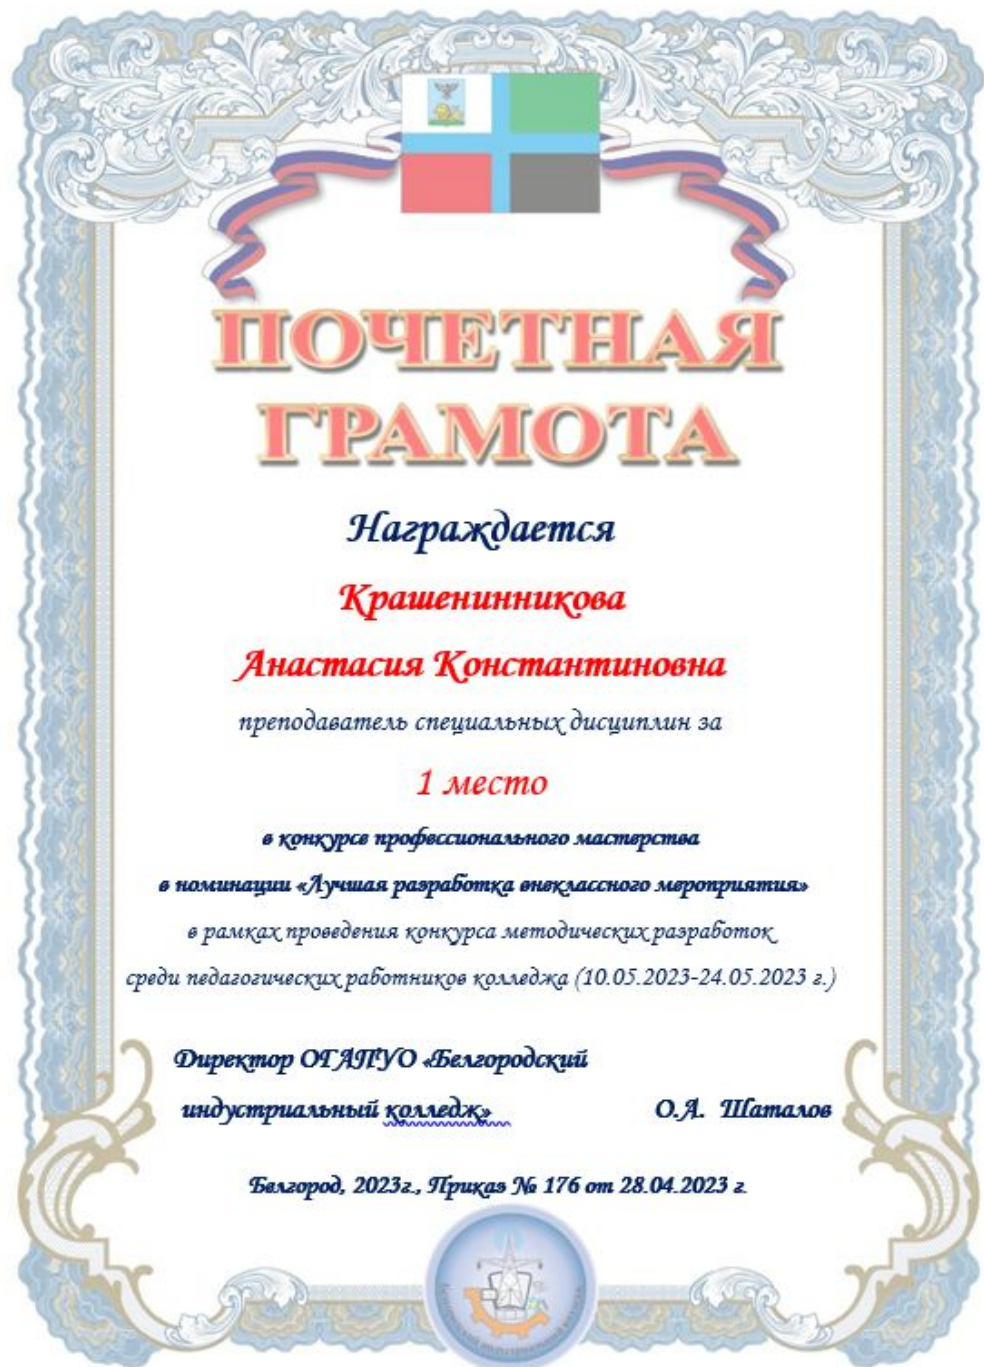 ПОЧЕТНАЯ
ГРАМОТА
Награждается
Крашенинникова
Анастасия Константиновна
преподаватель специальных дисциплин за
1 место
в конкурсе профессионального мастерства
в номинации «Лучшая разработка внеклассного мероприятия»
в рамках проведения конкурса методических разработок
среди педагогических работников колледжа (10.05.2023-24.05.2023 г.)
Директор ОГАПУО «Белгородский
индустриальный колледж»
О.А. Шаталов
Белгород, 2023г., Приказ № 176 от 28.04.2023 г.